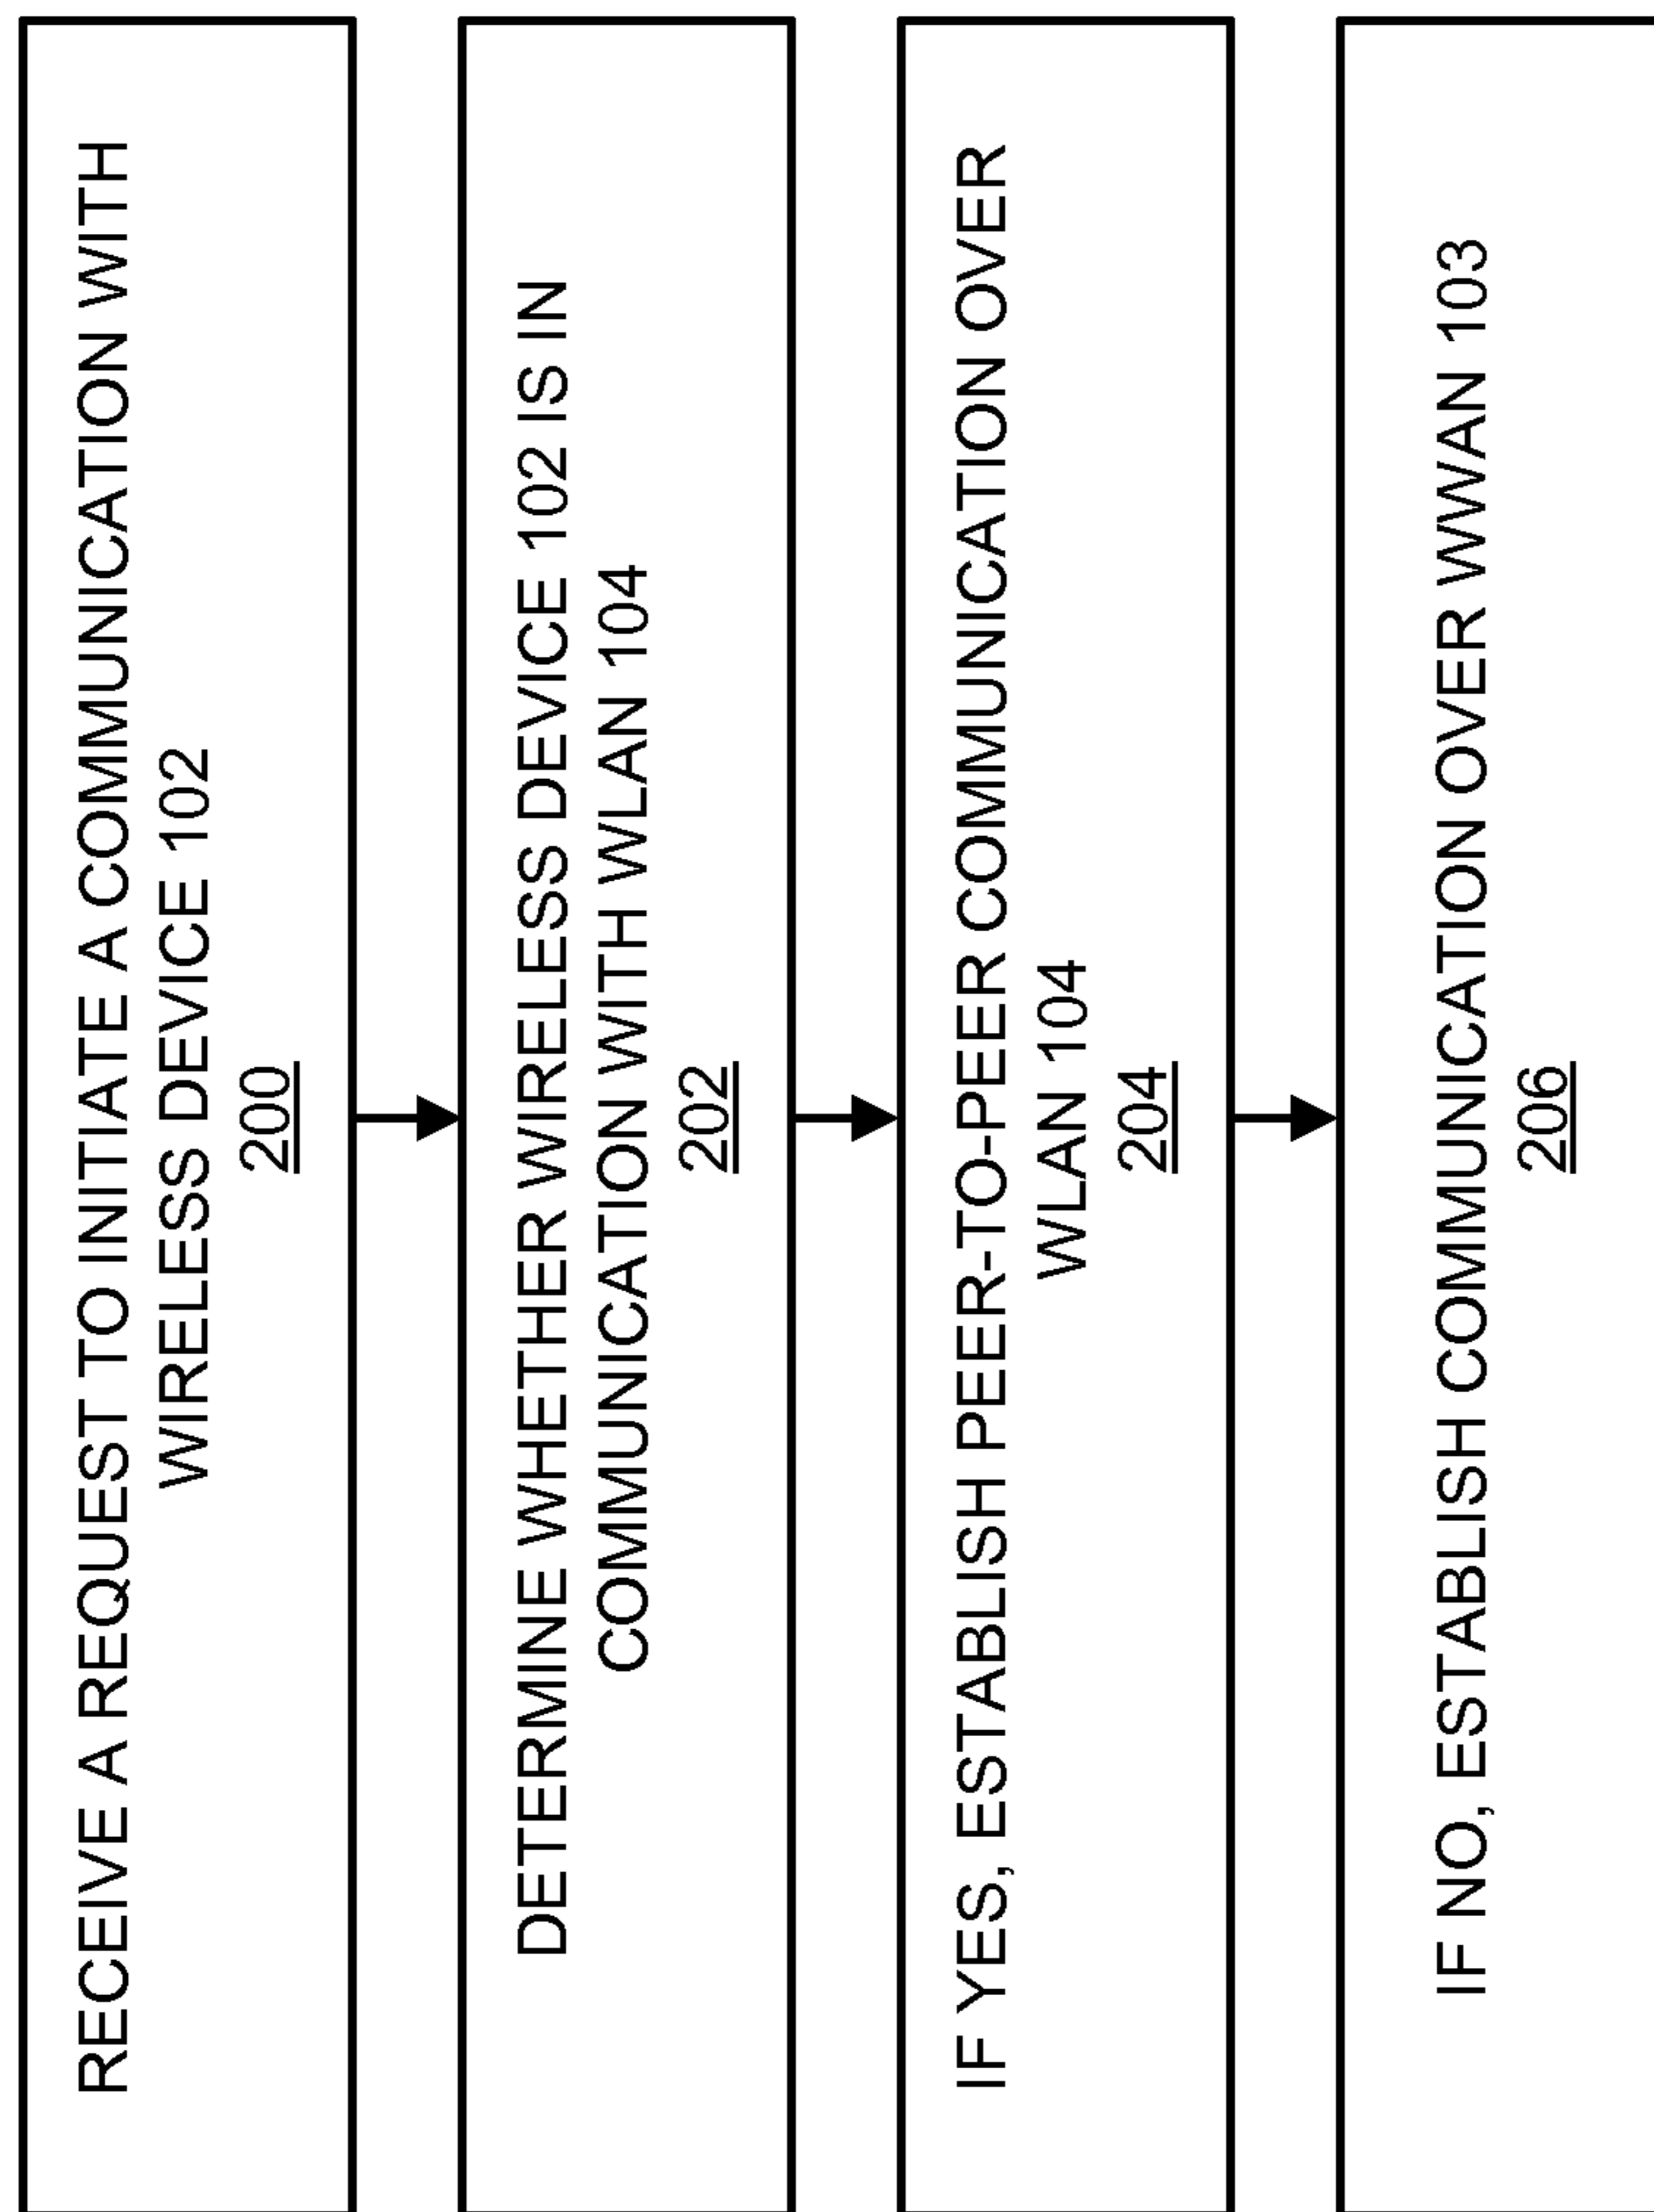 RECEIVE A REQUEST TO INITIATE A COMMUNICATION WITH
WIRELESS DEVICE 102
200
DETERMINE WHETHER WIRELESS DEVICE 102 IS IN
COMMUNICATION WITH WLAN 104
202
IF YES, ESTABLISH PEER-TO-PEER COMMUNICATION OVER
WLAN 104
204
IF NO, ESTABLISH COMMUNICATION OVER WWAN 103
206